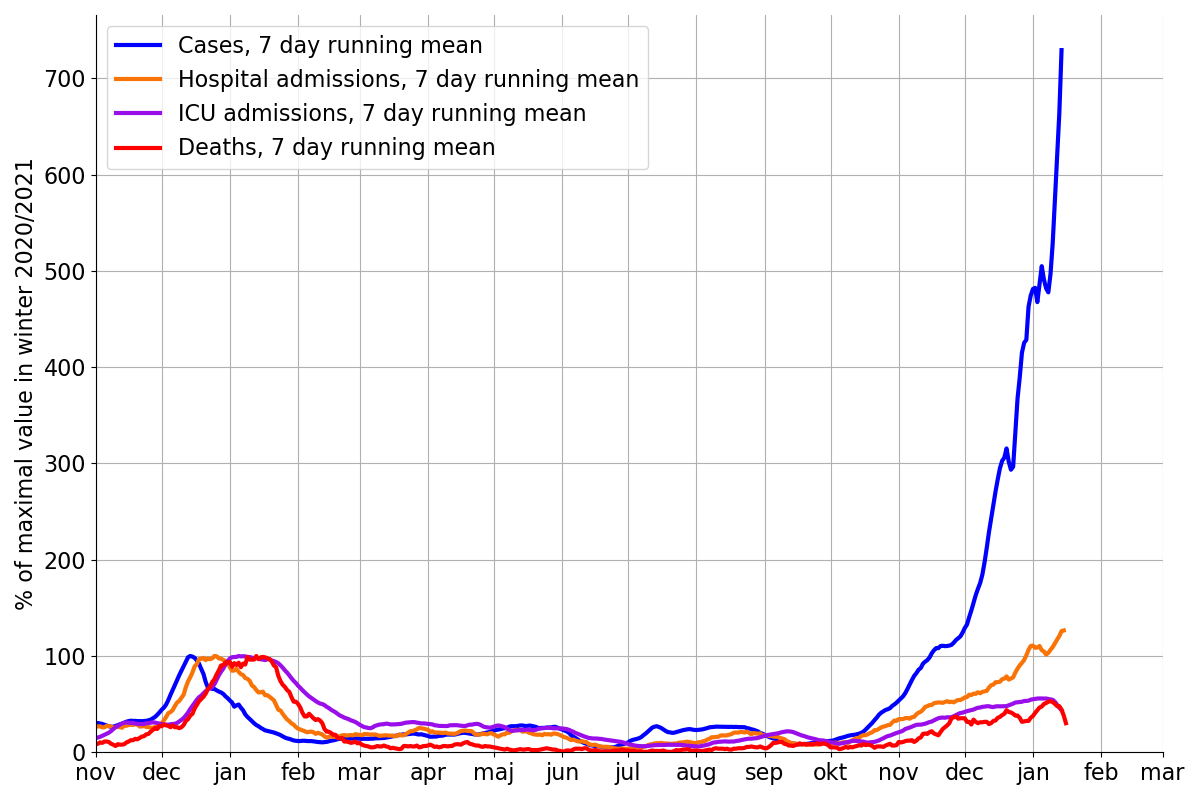 Cases, 7 day running mean
Hospital admissions, 7 day running mean
ICU admissions, 7 day running mean
Deaths, 7 day running mean
% of maximal value in winter 2020/2021
700
600
500
400
300
200
100
0
nov dec jan feb mar apr maj jun jul aug sep okt nov dec jan feb mar